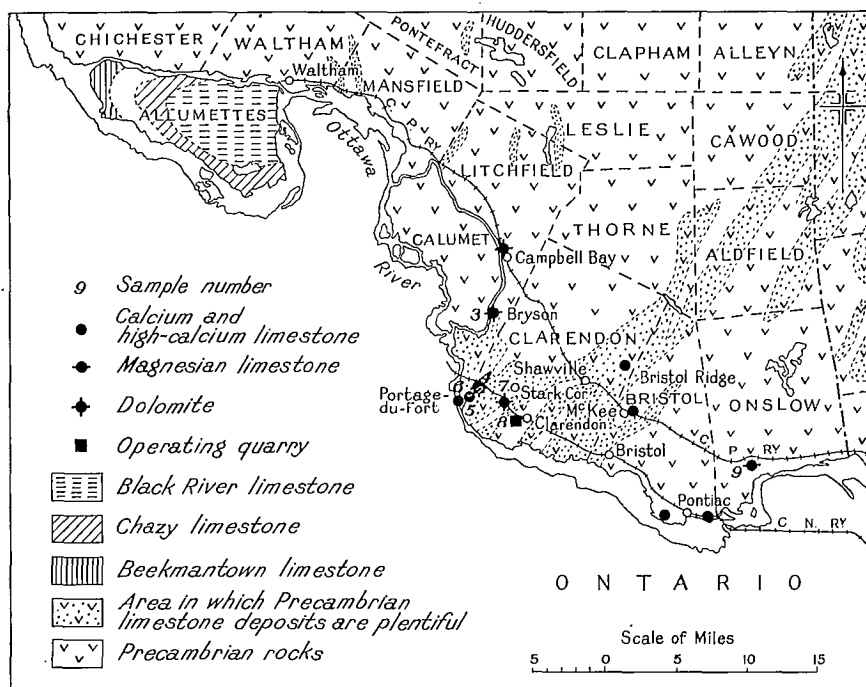 CHICHESTER
WALTHAM
PONTEFRACT
HUDDERSFIELD
CLAPHAM
ALLEYN
Waltham
MANSFIELD
C P RY
ALLUMETTES
Ottawa
River
LESLIE
CAWOOD
LITCHFIELD
THORNE
ALDFIELD
CALUMET
Campbell Bay
3
Bryson
CLARENDON
Shawville
Bristol Ridge
ONSLOW
Portage-
du-Fort
6
4
5
7
Stark Cor.
McKee
BRISTOL
8
Clarendon
Bristol
C P RY
9
Pontiac
C N. RY
ONTARIO
9 Sample number
Calcium and
high-calcium limestone
Magnesian limestone
Dolomite
Operating quarry
Black River limestone
Chazy limestone
Beekmantown limestone
Area in which Precambrian
limestone deposits are plentiful
Precambrian rocks
Scale of Miles
5 0 5 10